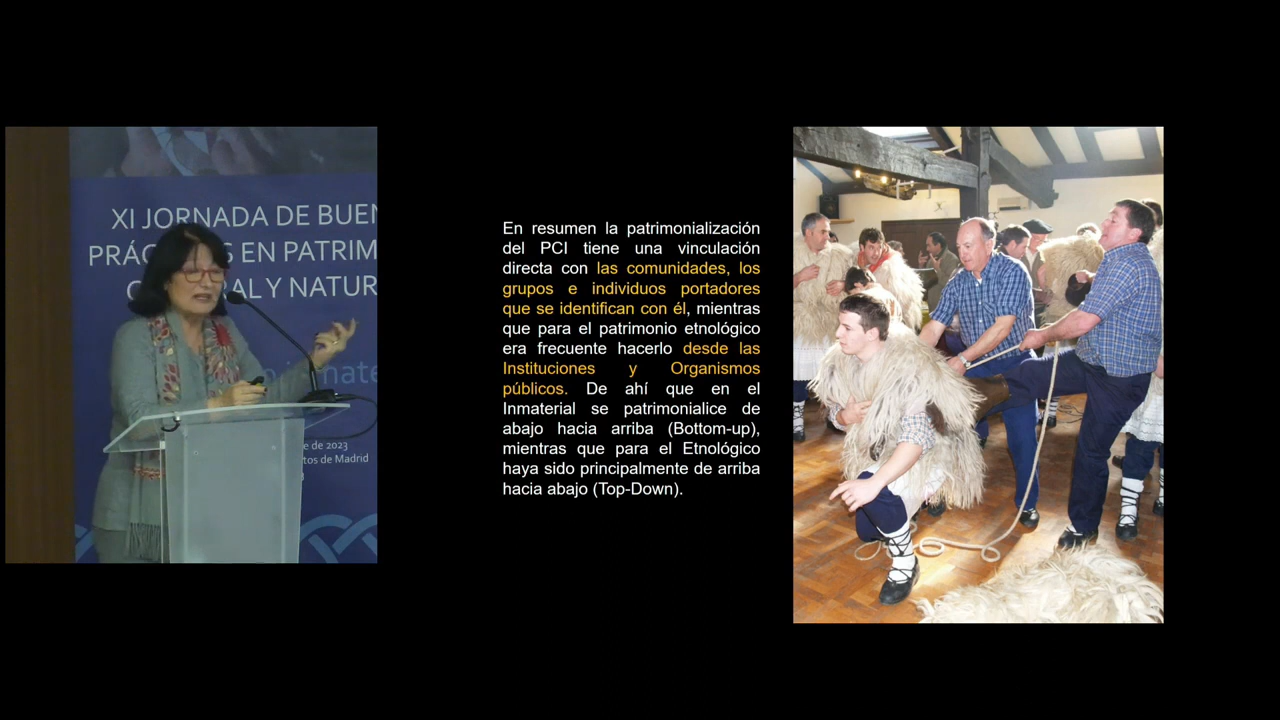 XI JORNADA DE BUEN
PRÁC S EN PATRIM
C RAL Y NATUR
e de 2023
tos de Madrid
En resumen la patrimonialización
del PCI tiene una vinculación
directa con las comunidades, los
grupos e individuos portadores
que se identifican con él, mientras
que para el patrimonio etnológico
era frecuente hacerlo desde las
Instituciones y Organismos
públicos. De ahí que en el
Inmaterial se patrimonialice de
abajo hacia arriba (Bottom-up),
mientras que para el Etnológico
haya sido principalmente de arriba
hacia abajo (Top-Down).